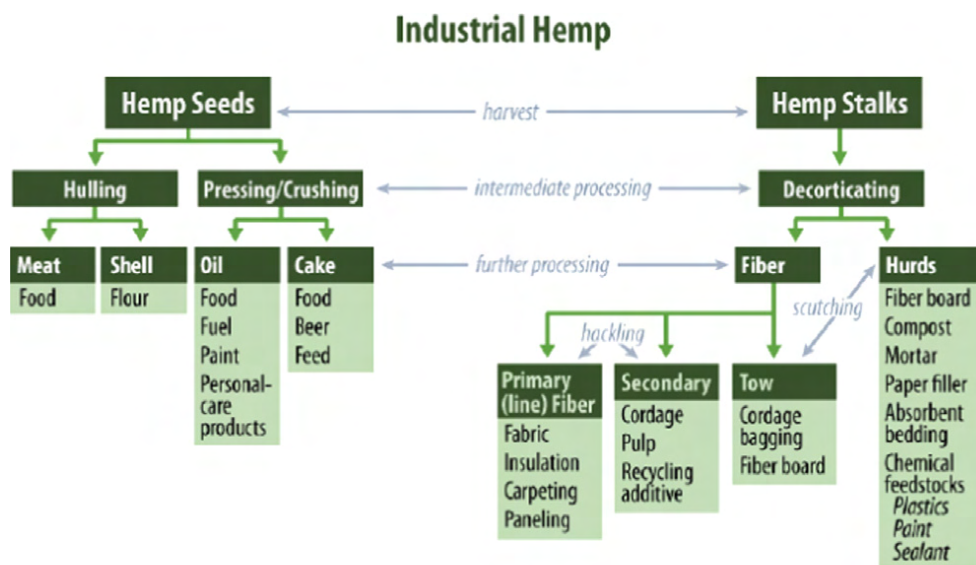 Industrial Hemp
Hemp Seeds
harvest
Hemp Stalks
Hulling
Pressing/Crushing
intermediate processing
Decorticating
Meat
Food
Shell
Flour
Oil
Food
Fuel
Paint
Personal-
care
products
Cake
Food
Beer
Feed
further processing
Fiber
hackling
scutching
Primary
(line) Fiber
Fabric
Insulation
Carpeting
Paneling
Secondary
Cordage
Pulp
Recycling
additive
Tow
Cordage
bagging
Fiber board
Hurds
Fiber board
Compost
Mortar
Paper filler
Absorbent
bedding
Chemical
feedstocks
Plastics
Paint
Sealant